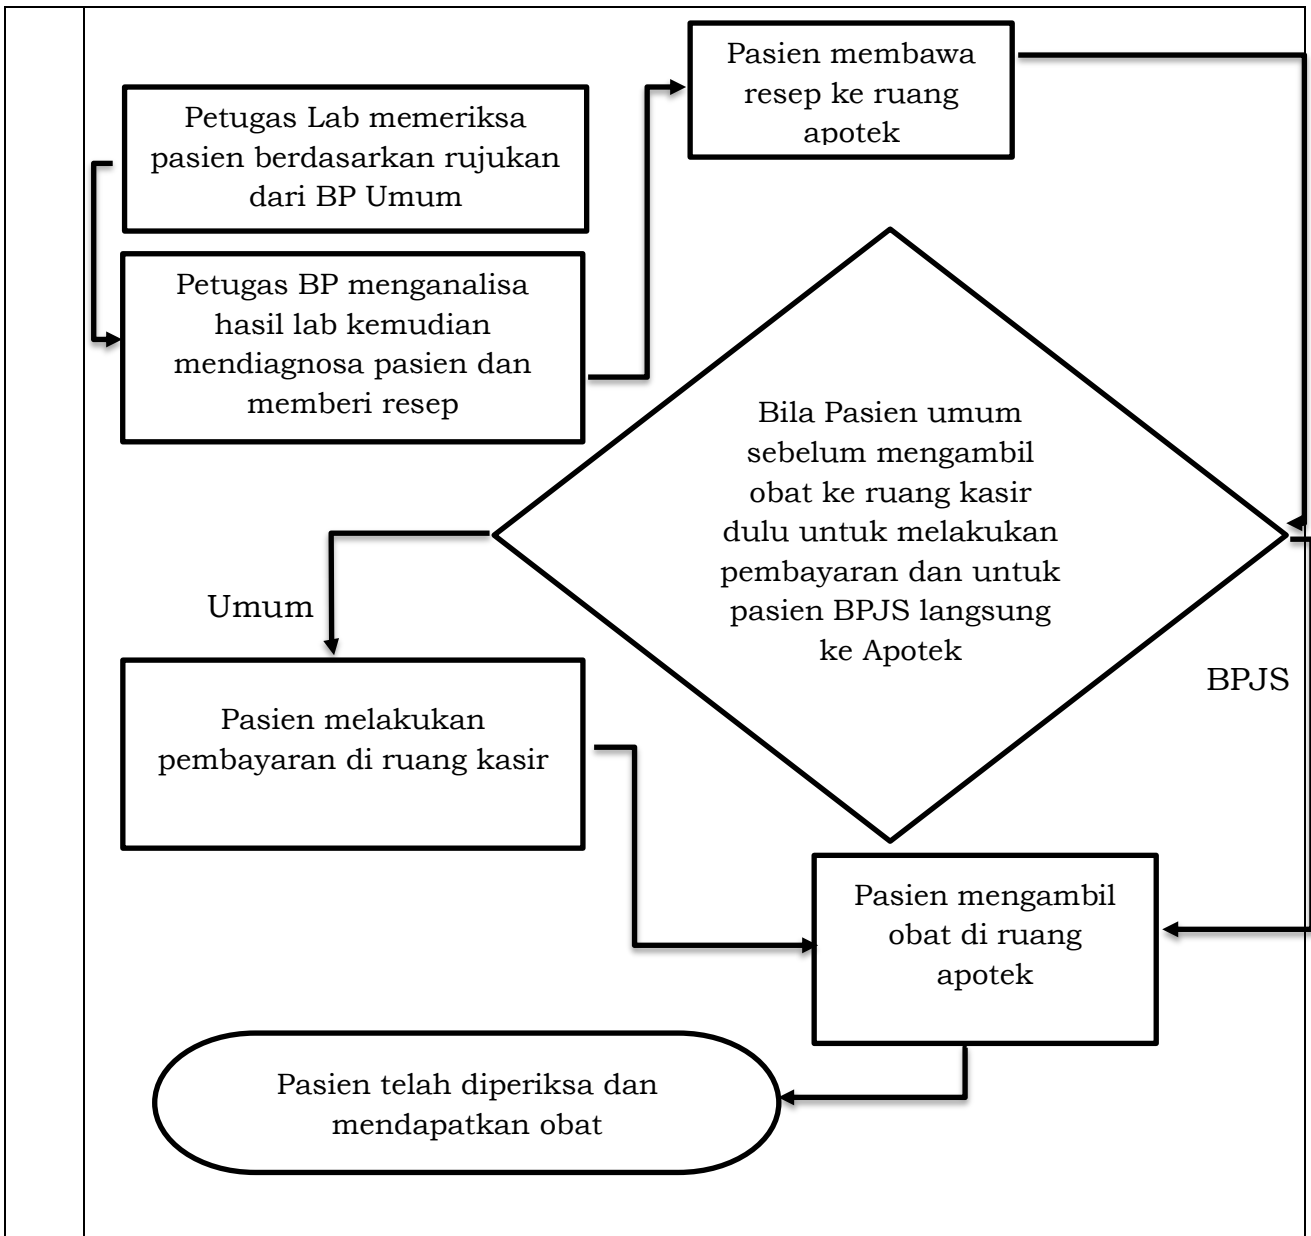 Petugas Lab memeriksa
pasien berdasarkan rujukan
dari BP Umum
Petugas BP menganalisa
hasil lab kemudian
mendiagnosa pasien dan
memberi resep
Pasien membawa
resep ke ruang
apotek
Bila Pasien umum
sebelum mengambil
obat ke ruang kasir
dulu untuk melakukan
pembayaran dan untuk
pasien BPJS langsung
ke Apotek
Umum
BPJS
Pasien melakukan
pembayaran di ruang kasir
Pasien mengambil
obat di ruang
apotek
Pasien telah diperiksa dan
mendapatkan obat